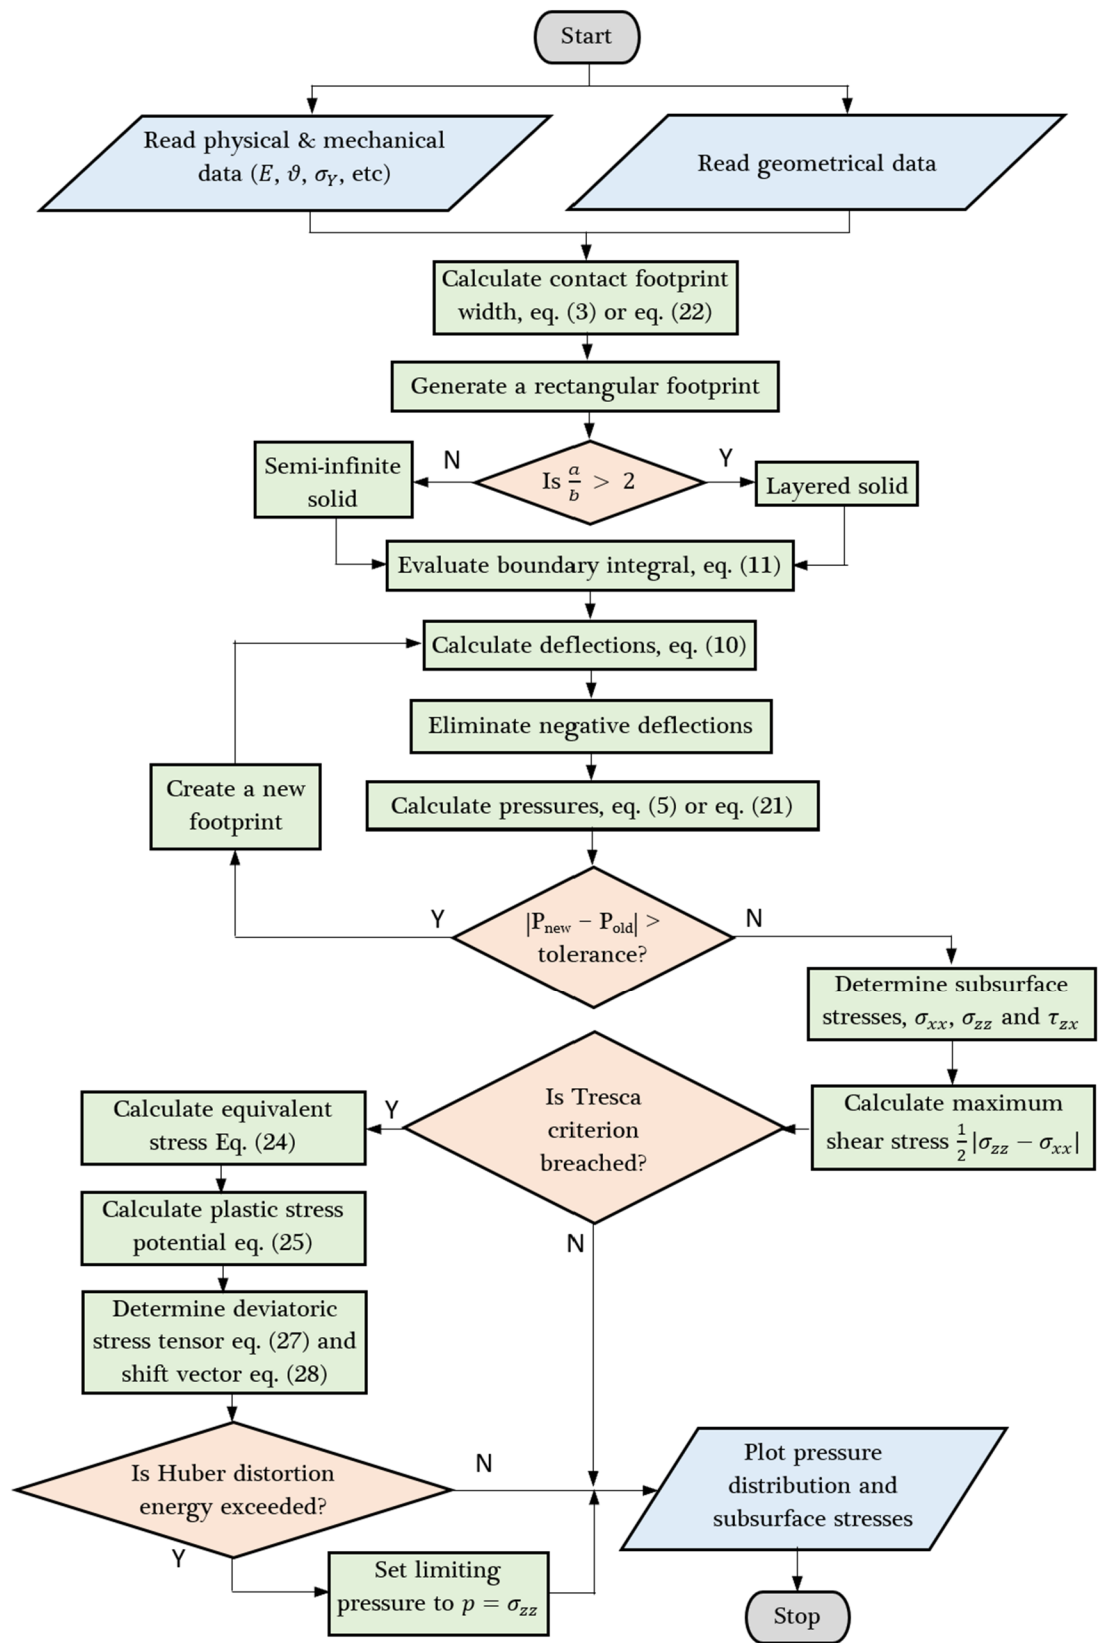 Start
Read physical & mechanical
data (E, ϑ, σ_Y, etc)
Read geometrical data
Calculate contact footprint
width, eq. (3) or eq. (22)
Generate a rectangular footprint
Semi-infinite
solid
N
Is a/b > 2
Y
Layered solid
Evaluate boundary integral, eq. (11)
Calculate deflections, eq. (10)
Eliminate negative deflections
Create a new
footprint
Calculate pressures, eq. (5) or eq. (21)
Y
|P_new − P_old| >
tolerance?
N
Determine subsurface
stresses, σ_xx, σ_zz and τ_zx
Calculate maximum
shear stress 1/2 |σ_zz − σ_xx|
Is Tresca
criterion
breached?
Y
N
Calculate equivalent
stress Eq. (24)
Calculate plastic stress
potential eq. (25)
Determine deviatoric
stress tensor eq. (27) and
shift vector eq. (28)
Is Huber distortion
energy exceeded?
N
Y
Set limiting
pressure to p = σ_zz
Plot pressure
distribution and
subsurface stresses
Stop